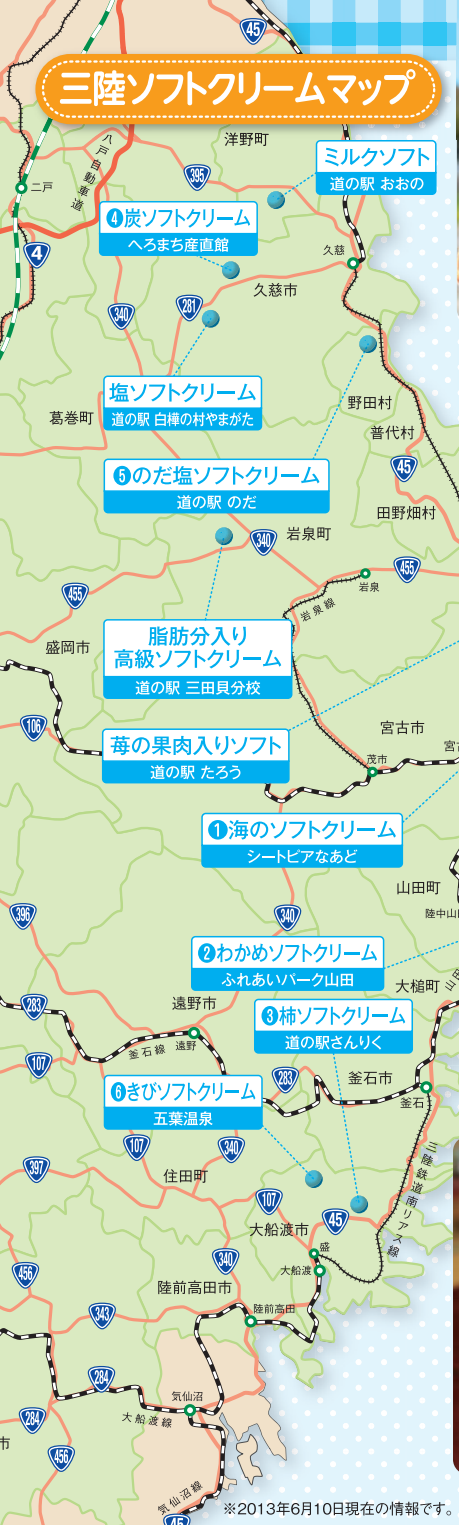 三陸ソフトクリームマップ
45
洋野町
八戸自動車道
395
ミルクソフト
道の駅 おおの
二戸
❹炭ソフトクリーム
へろまち産直館
4
久慈
久慈市
281
340
塩ソフトクリーム
道の駅 白樺の村やまがた
葛巻町
野田村
普代村
❺のだ塩ソフトクリーム
道の駅 のだ
45
田野畑村
岩泉町
340
455
岩泉
岩泉線
455
脂肪分入り
高級ソフトクリーム
道の駅 三田貝分校
盛岡市
106
苺の果肉入りソフト
道の駅 たろう
宮古市
茂市
❶海のソフトクリーム
シートピアなあど
山田町
396
340
❷わかめソフトクリーム
ふれあいパーク山田
大槌町
283
遠野市
❸柿ソフトクリーム
道の駅さんりく
釜石線
遠野
107
283
釜石市
釜石
❻きびソフトクリーム
五葉温泉
107
340
397
住田町
三陸鉄道南リアス線
107
45
大船渡市
盛
大船渡
340
456
陸前高田市
陸前高田
343
284
気仙沼
大船渡線
284
456
気仙沼線
45
※2013年6月10日現在の情報です。